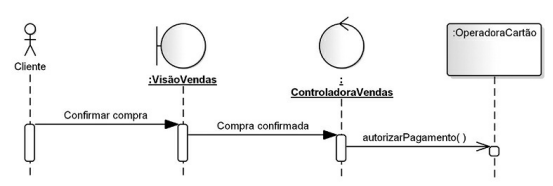 :OperadoraCartão
Cliente
:VisãoVendas
:
ControladoraVendas
Confirmar compra
Compra confirmada
autorizarPagamento( )